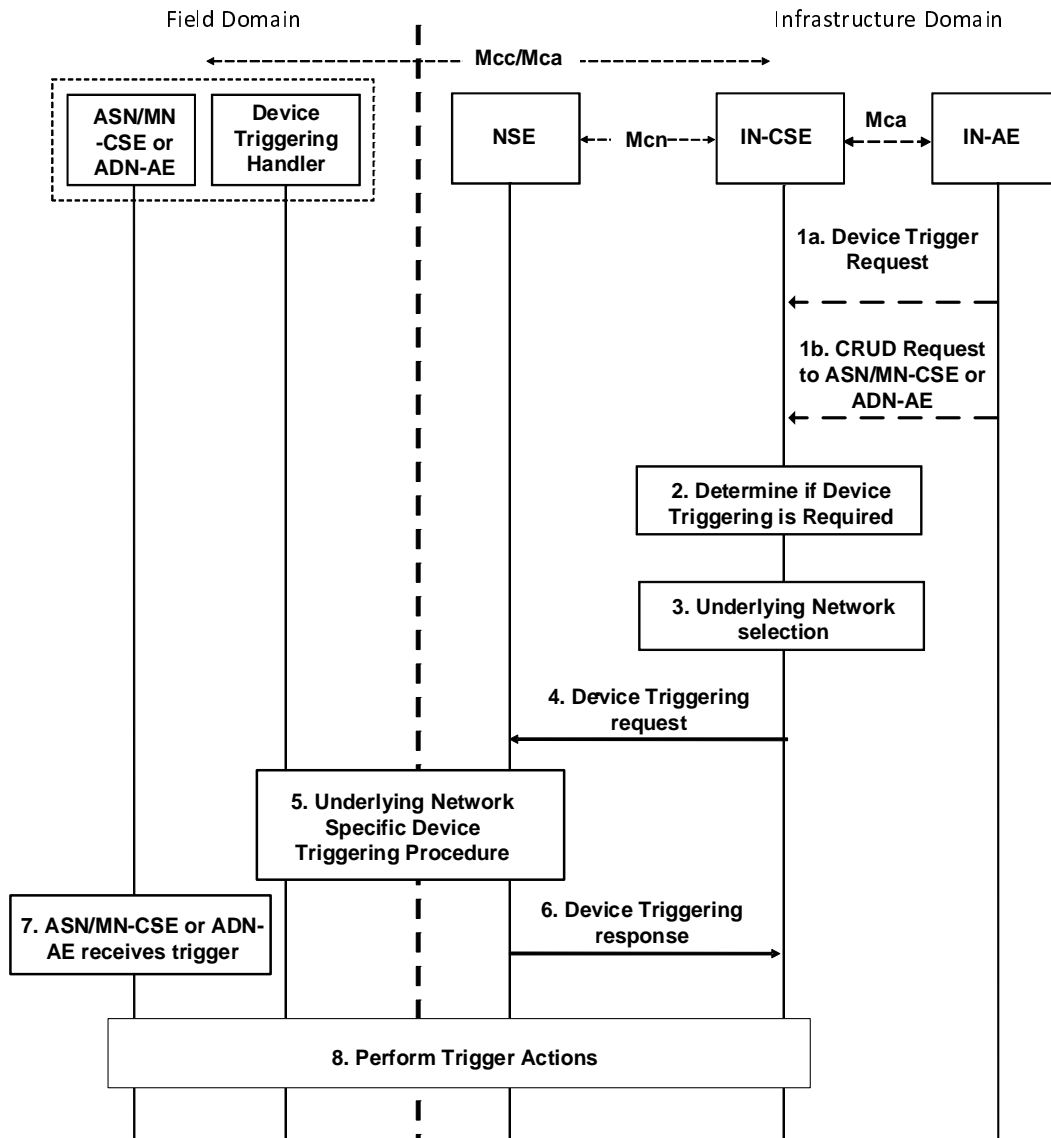 Field Domain
Infrastructure Domain
Mcc/Mca
ASN/MN
-CSE or
ADN-AE
Device
Triggering
Handler
NSE
Mcn
IN-CSE
Mca
IN-AE
1a. Device Trigger
Request
1b. CRUD Request
to ASN/MN-CSE or
ADN-AE
2. Determine if Device
Triggering is Required
3. Underlying Network
selection
4. Device Triggering
request
5. Underlying Network
Specific Device
Triggering Procedure
7. ASN/MN-CSE or ADN-
AE receives trigger
6. Device Triggering
response
8. Perform Trigger Actions